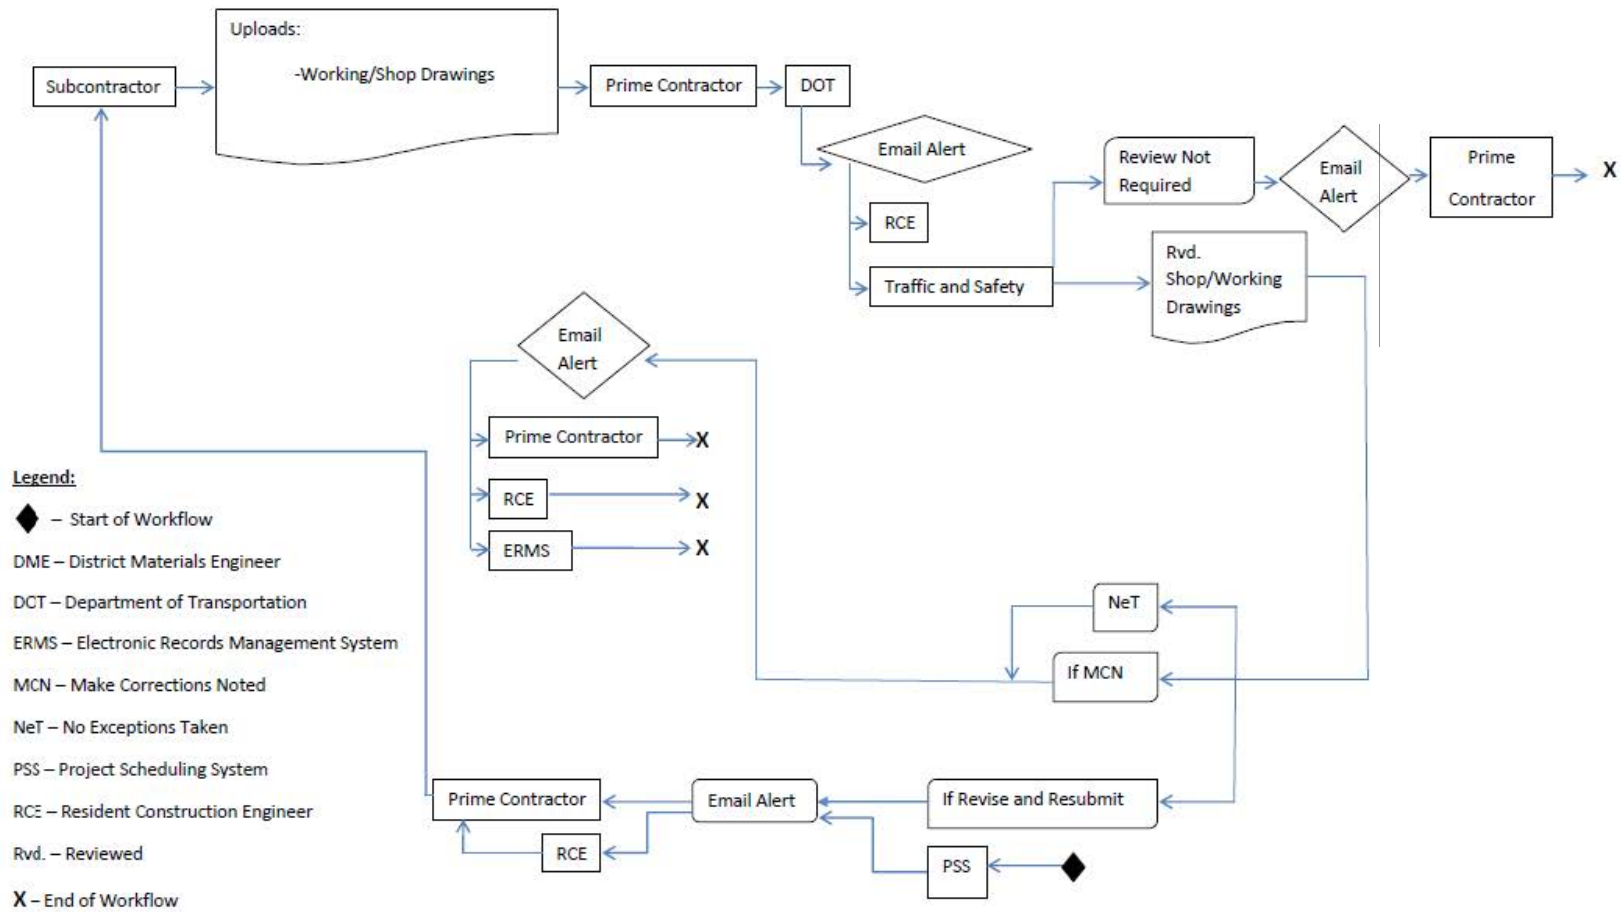 Uploads:
-Working/Shop Drawings
Subcontractor
Prime Contractor
DOT
Email Alert
RCE
Traffic and Safety
Review Not
Required
Email
Alert
Prime
Contractor
X
Rvd.
Shop/Working
Drawings
Email
Alert
Prime Contractor
X
RCE
X
ERMS
X
NeT
If MCN
If Revise and Resubmit
Email Alert
Prime Contractor
RCE
PSS
Legend:
– Start of Workflow
DME – District Materials Engineer
DOT – Department of Transportation
ERMS – Electronic Records Management System
MCN – Make Corrections Noted
NeT – No Exceptions Taken
PSS – Project Scheduling System
RCE – Resident Construction Engineer
Rvd. – Reviewed
X – End of Workflow